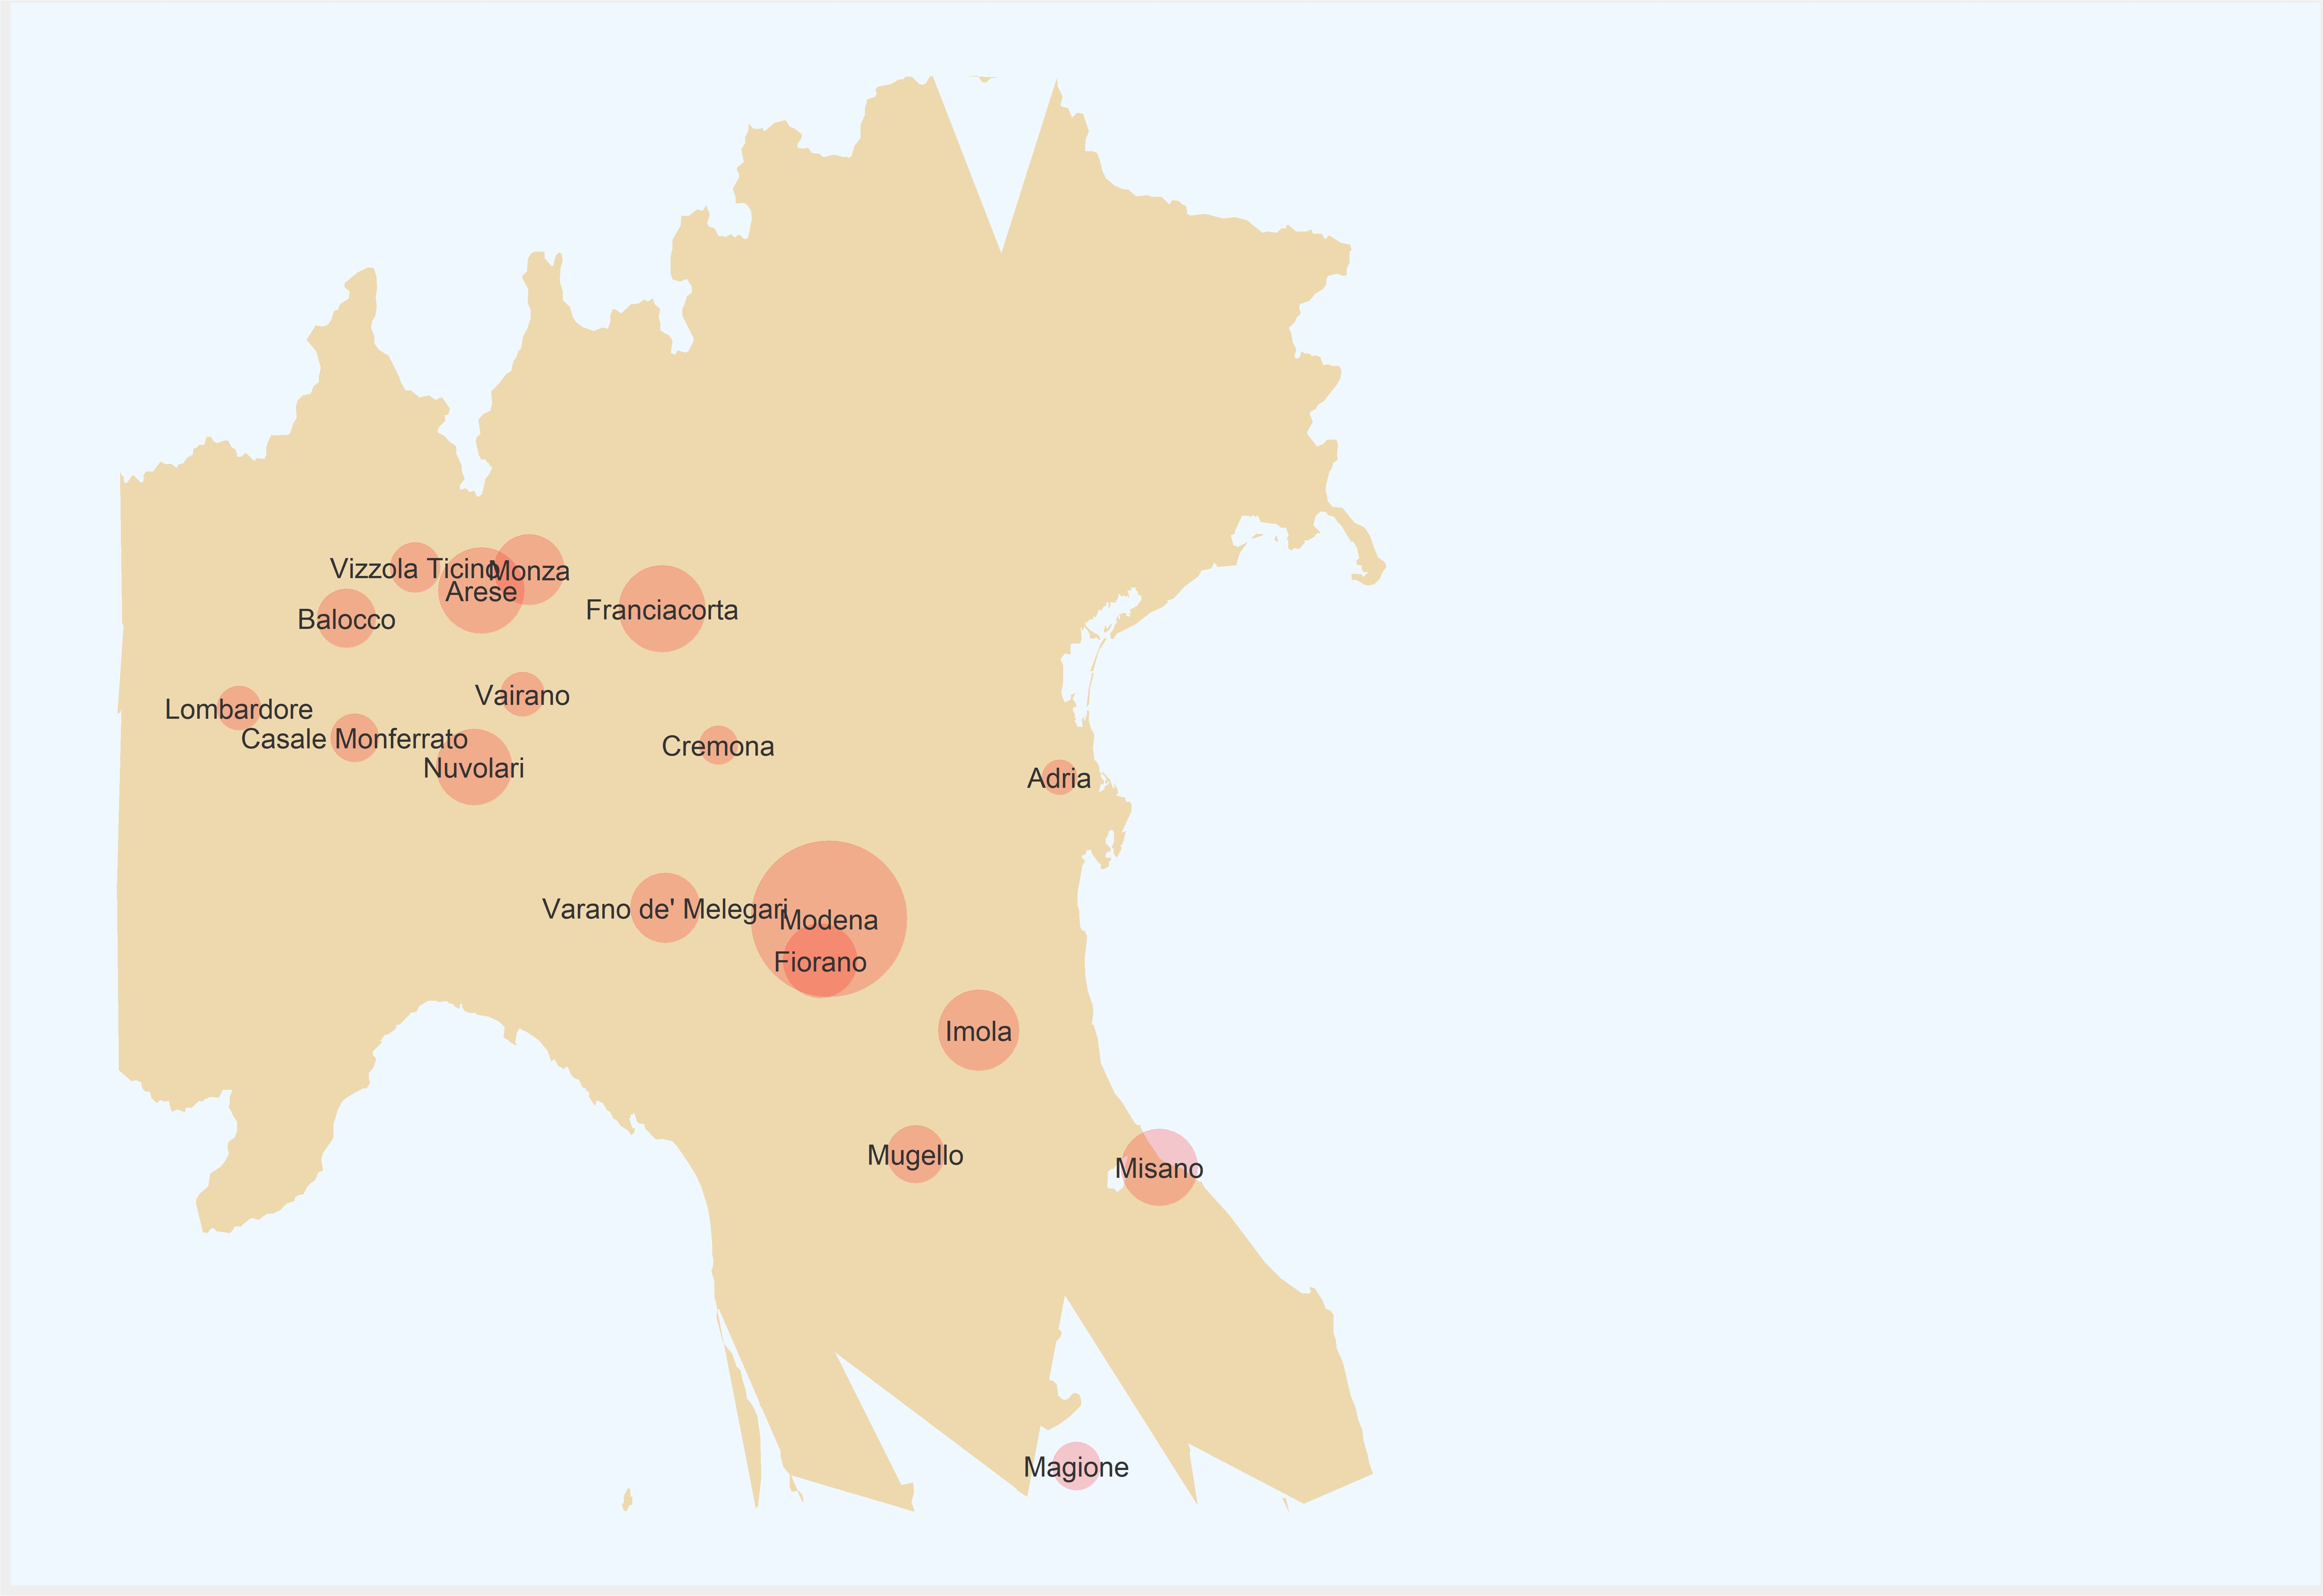 Vizzola Ticino
Monza
Arese
Franciacorta
Balocco
Vairano
Lombardore
Casale Monferrato
Cremona
Nuvolari
Adria
Varano de' Melegari
Modena
Fiorano
Imola
Mugello
Misano
Magione